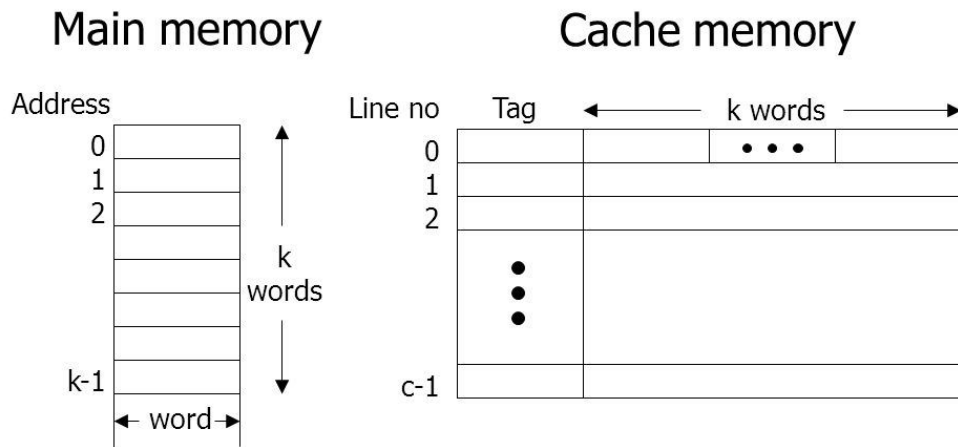 Main memory
Address
0
1
2
k-1
k
words
word
Cache memory
Line no
Tag
k words
0
1
2
c-1